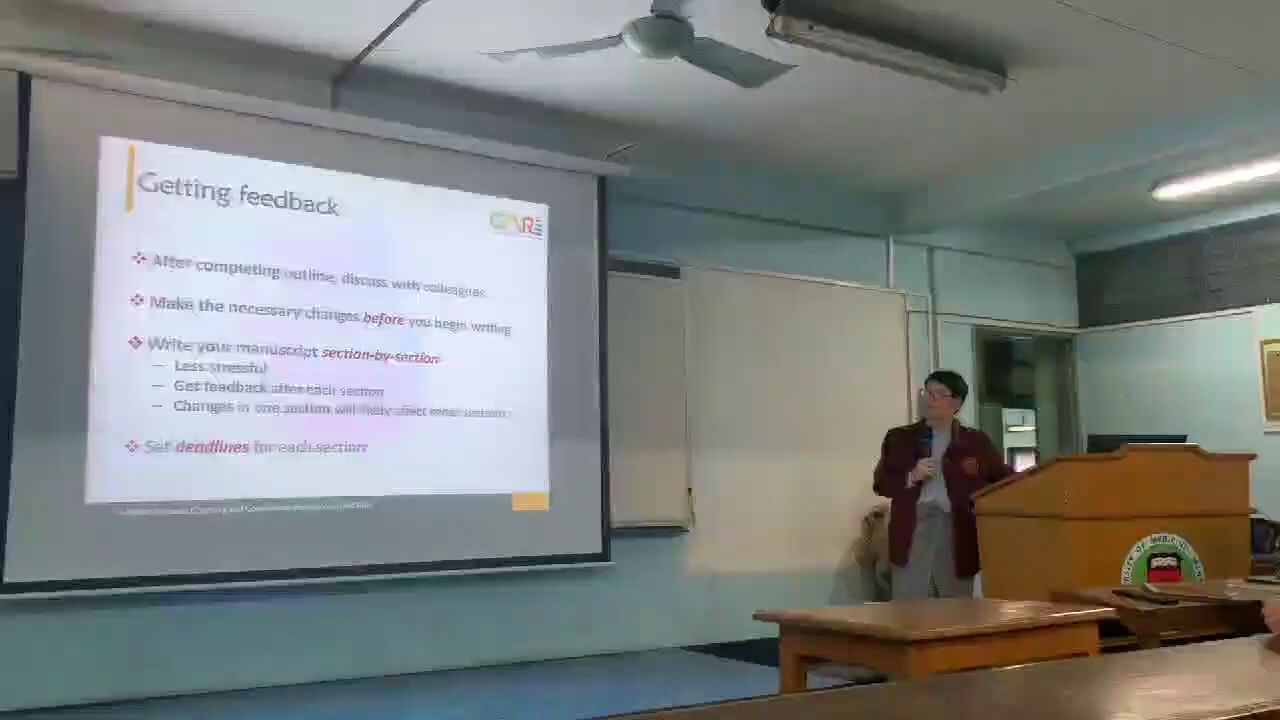 Getting feedback
CARE
❖ After completing outline, discuss with colleagues
❖ Make the necessary changes before you begin writing
❖ Write your manuscript section-by-section
– Less stressful
– Get feedback after each section
– Changes in one section will likely affect other sections
❖ Set deadlines for each section
OF MEDICINE